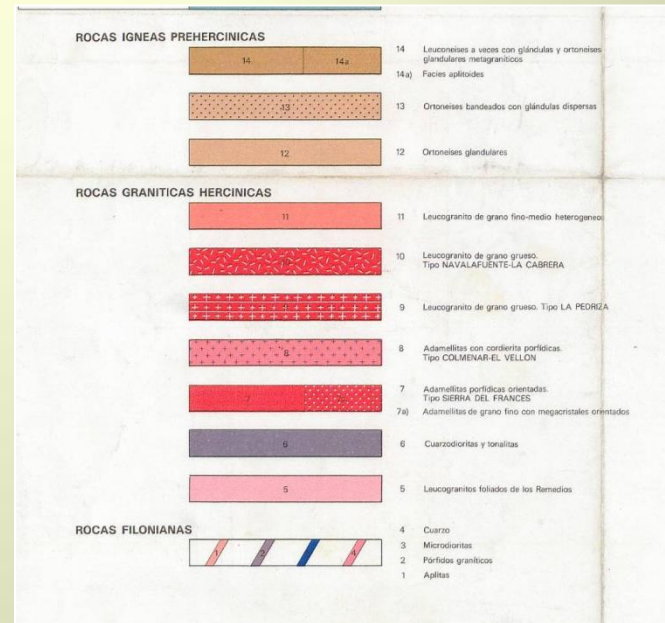 ROCAS IGNEAS PREHERCINICAS
14 14a
14 Leuconeises a veces con glándulas y ortoneises
glandulares metagraníticos
14a) Facies aplitoides
13
13 Ortoneises bandeados con glándulas dispersas
12
12 Ortoneises glandulares
ROCAS GRANITICAS HERCINICAS
11
11 Leucogranito de grano fino-medio heterogeneos
10
10 Leucogranito de grano grueso.
Tipo NAVALAFUENTE-LA CABRERA
9 Leucogranito de grano grueso. Tipo LA PEDRIZA
8
8 Adamellitas con cordierita porfídicas.
Tipo COLMENAR-EL VELLON
7
7 Adamellitas porfídicas orientadas.
Tipo SIERRA DEL FRANCES
7a) Adamellitas de grano fino con megacristales orientados
6
6 Cuarzodioritas y tonalitas
5
5 Leucogranitos foliados de los Remedios
ROCAS FILONIANAS
1 2 4
4 Cuarzo
3 Microdioritas
2 Pórfidos graníticos
1 Aplitas